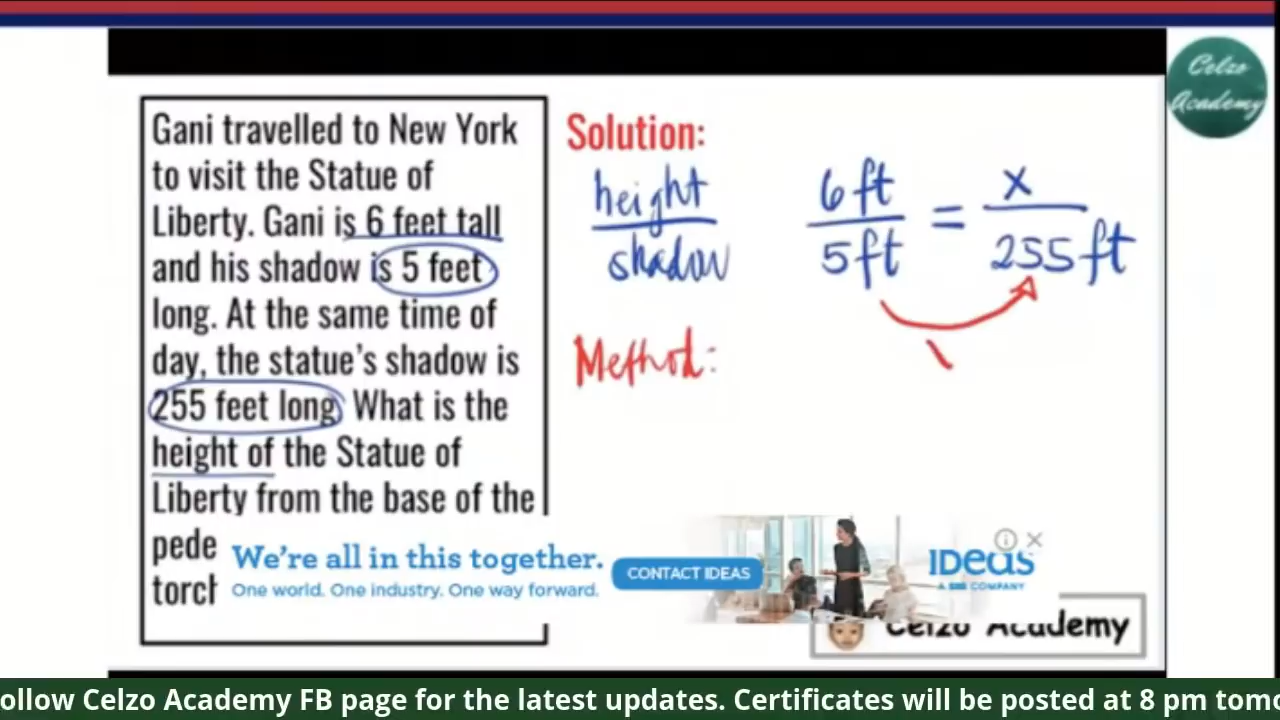 Celzo
Academy
Gani travelled to New York
to visit the Statue of
Liberty. Gani is 6 feet tall
and his shadow is 5 feet
long. At the same time of
day, the statue's shadow is
255 feet long. What is the
height of the Statue of
Liberty from the base of the
Solution:
height
shadow
6 ft
5 ft
=
x
255 ft
Method:
We're all in this together.
One world. One industry. One way forward.
CONTACT IDEAS
IDeaS
A SAS COMPANY
Celzo Academy
ollow Celzo Academy FB page for the latest updates. Certificates will be posted at 8 pm tomo